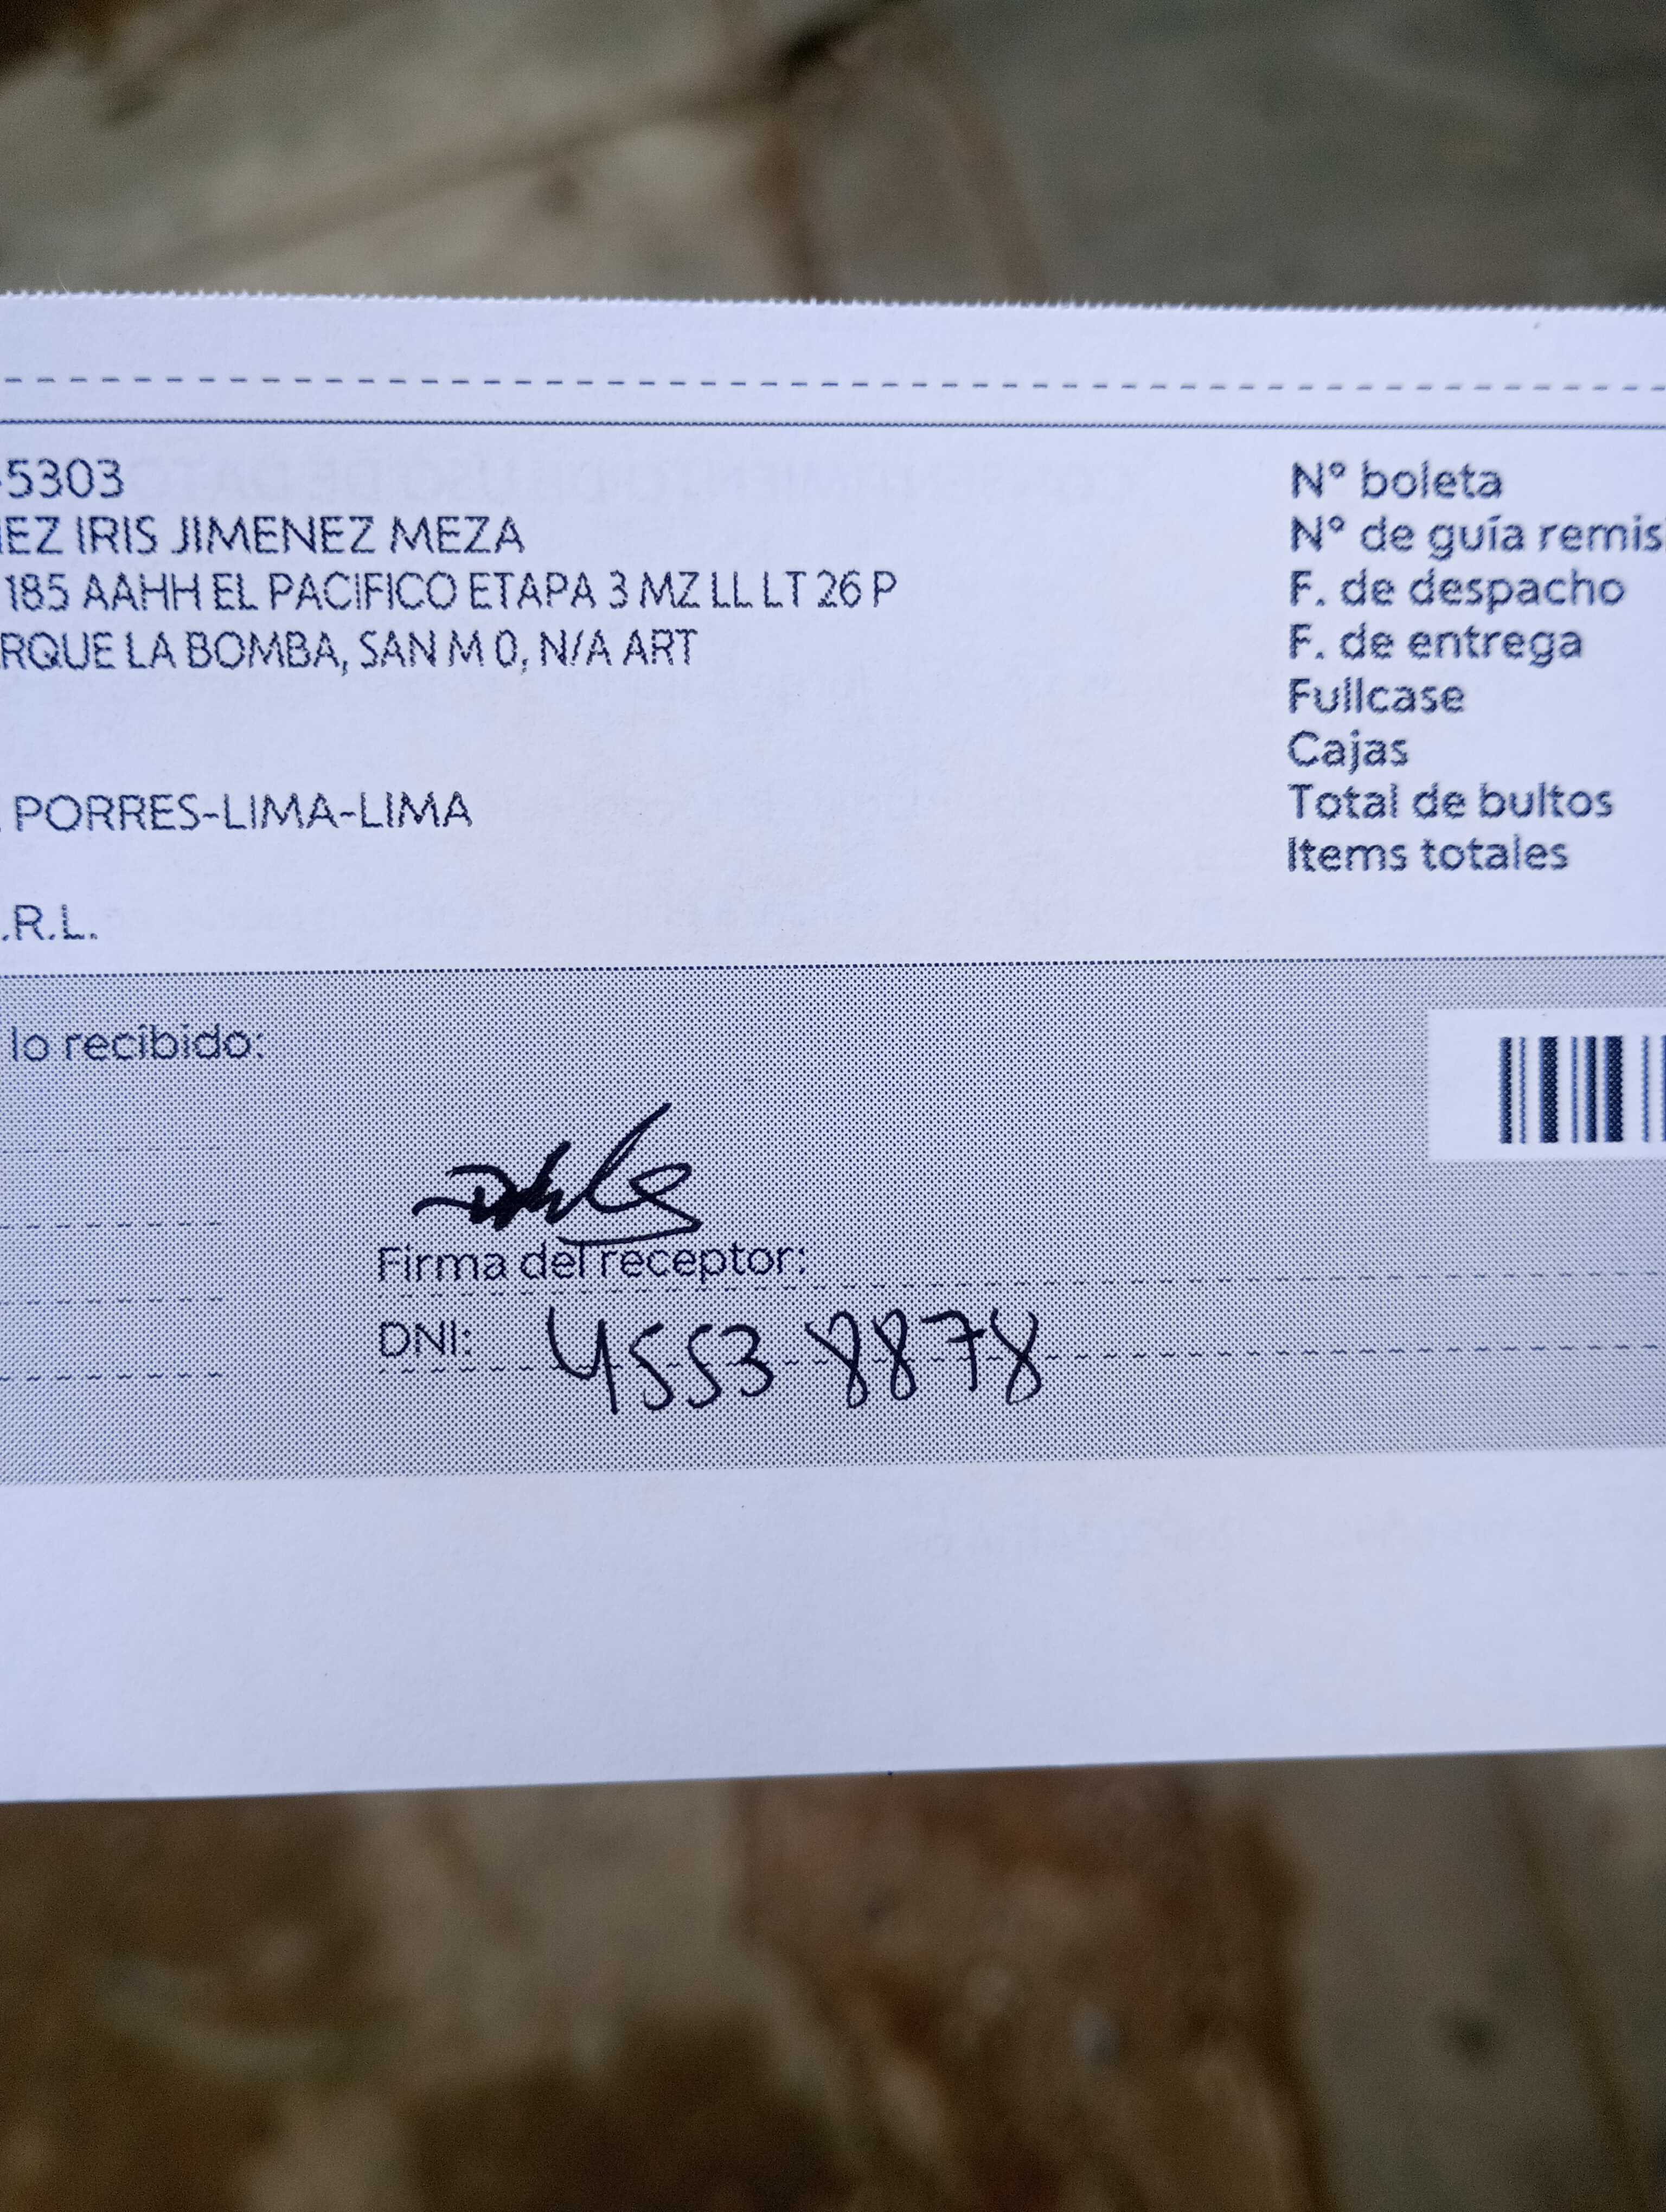 -5303
EZ IRIS JIMENEZ MEZA
185 AAHH EL PACIFICO ETAPA 3 MZ LL LT 26 P
RQUE LA BOMBA, SAN M 0, N/A ART
PORRES-LIMA-LIMA
.R.L.
N° boleta
N° de guía remis
F. de despacho
F. de entrega
Fullcase
Cajas
Total de bultos
Items totales
lo recibido:
Firma del receptor:
DNI: 4553 8878